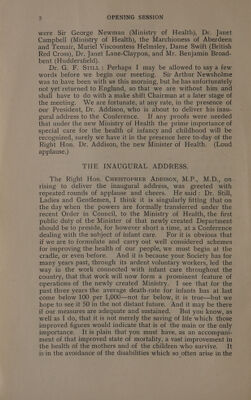 2 OPENING SESSION
were Sir George Newman (Ministry of Health), Dr. Janet
Campbell (Ministry of Health), the Marchioness of Aberdeen
and Temair, Muriel Viscountess Helmsley, Dame Swift (British
Red Cross), Dr. Janet Lane-Claypon, and Mr. Benjamin Broad-
bent (Huddersfield).
Dr. G. F. STILL : Perhaps I may be allowed to say a few
words before we begin our meeting. Sir Arthur Newsholme
was to have been with us this morning, but he has unfortunately
not yet returned to England, so that we are without him and
shall have to do with a make shift Chairman at a later stage of
the meeting. We are fortunate, at any rate, in the presence of
our President, Dr. Addison, who is about to deliver his inau-
gural address to the Conference. If any proofs were needed
that under the new Ministry of Health the prime importance of
special care for the health of infancy and childhood will be
recognized, surely we have it in the presence here to-day of the
Right Hon. Dr. Addison, the new Minister of Health. (Loud
applause.)
THE INAUGURAL ADDRESS.
The Right Hon. CHRISTOPHER ADDISON, M.P., M.D., on
rising to deliver the inaugural address, was greeted with
repeated rounds of applause and cheers. He said : Dr. Still,
Ladies and Gentlemen, I think it is singularly fitting that on
the day when the powers are formally transferred under the
recent Order in Council, to the Ministry of Health, the first
public duty of the Minister of that newly created Department
should be to preside, for however short a time, at a Conference
dealing with the subject of infant care. For it is obvious that
if we are to formulate and carry out well considered schemes
for improving the health of our people, we must begin at the
cradle, or even before. And it is because your Society has for
many years past, through its ardent voluntary workers, led the
way in the work connected with infant care throughout the
country, that that work will now form a prominent feature of
operations of the newly created Ministry. I see that for the
past three years the average death-rate for infants has at last
come below 100 per 1,000—not far below, it is true—but we
hope to see it 50 in the not distant future. And it may be there
if our measures are adequate and sustained. But you know, as
well as I do, that it is not merely the saving of life which those
improved figures would indicate that is of the main or the only
importance. It is plain that you must have, as an accompani-
ment of that improved state of mortality, a vast improvement in
the health of the mothers and of the children who survive. It
is in the avoidance of the disabilities which so often arise in the